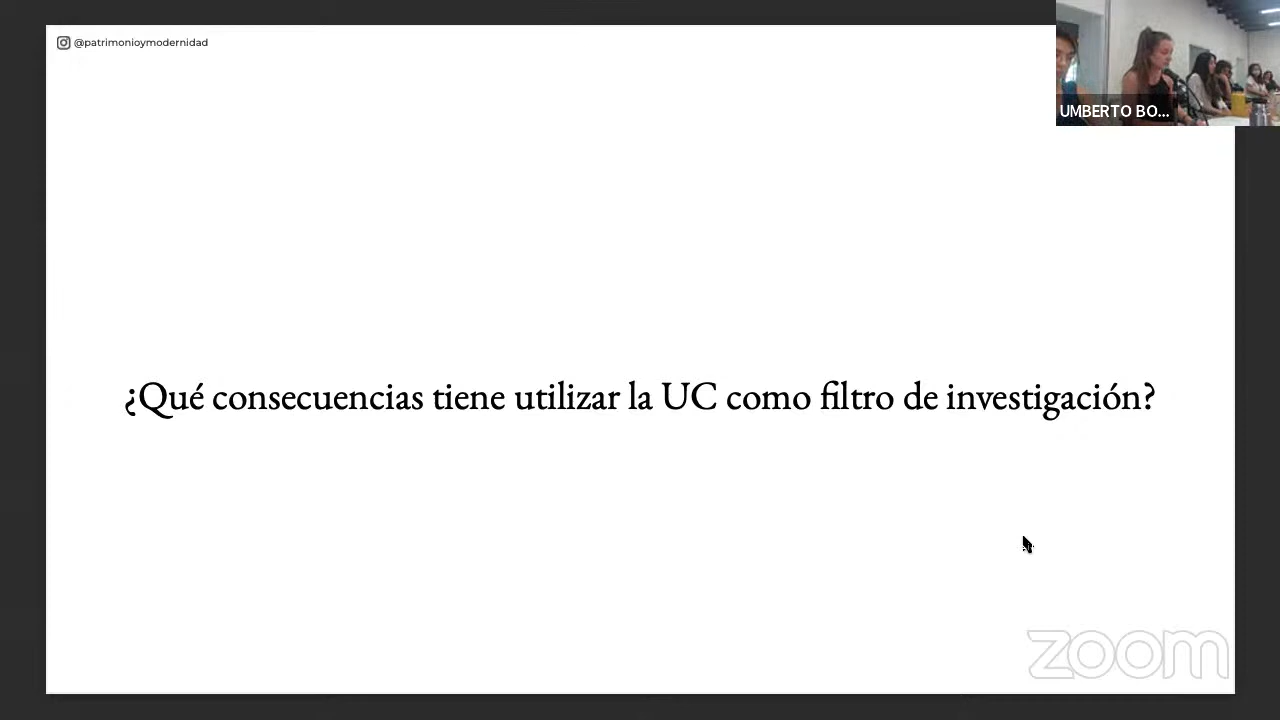 @patrimonioymodernidad
UMBERTO BO...
¿Qué consecuencias tiene utilizar la UC como filtro de investigación?
zoom